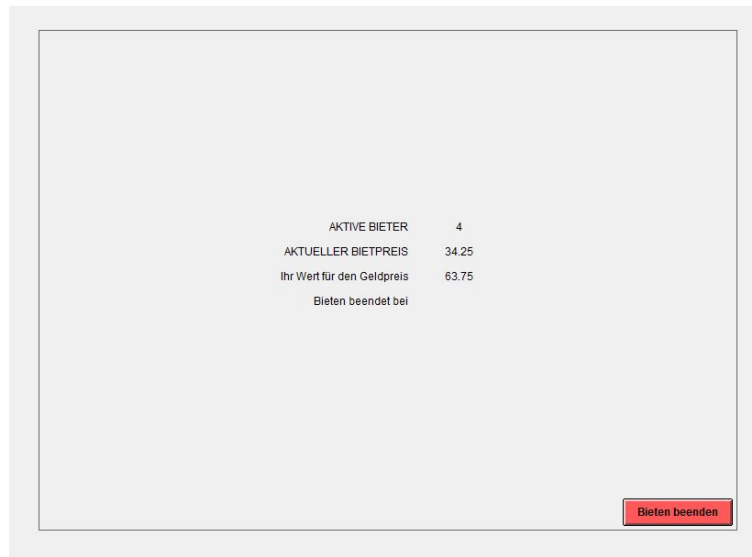 AKTIVE BIETER 4
AKTUELLER BIETPREIS 34.25
Ihr Wert für den Geldpreis 63.75
Bieten beendet bei
Bieten beenden